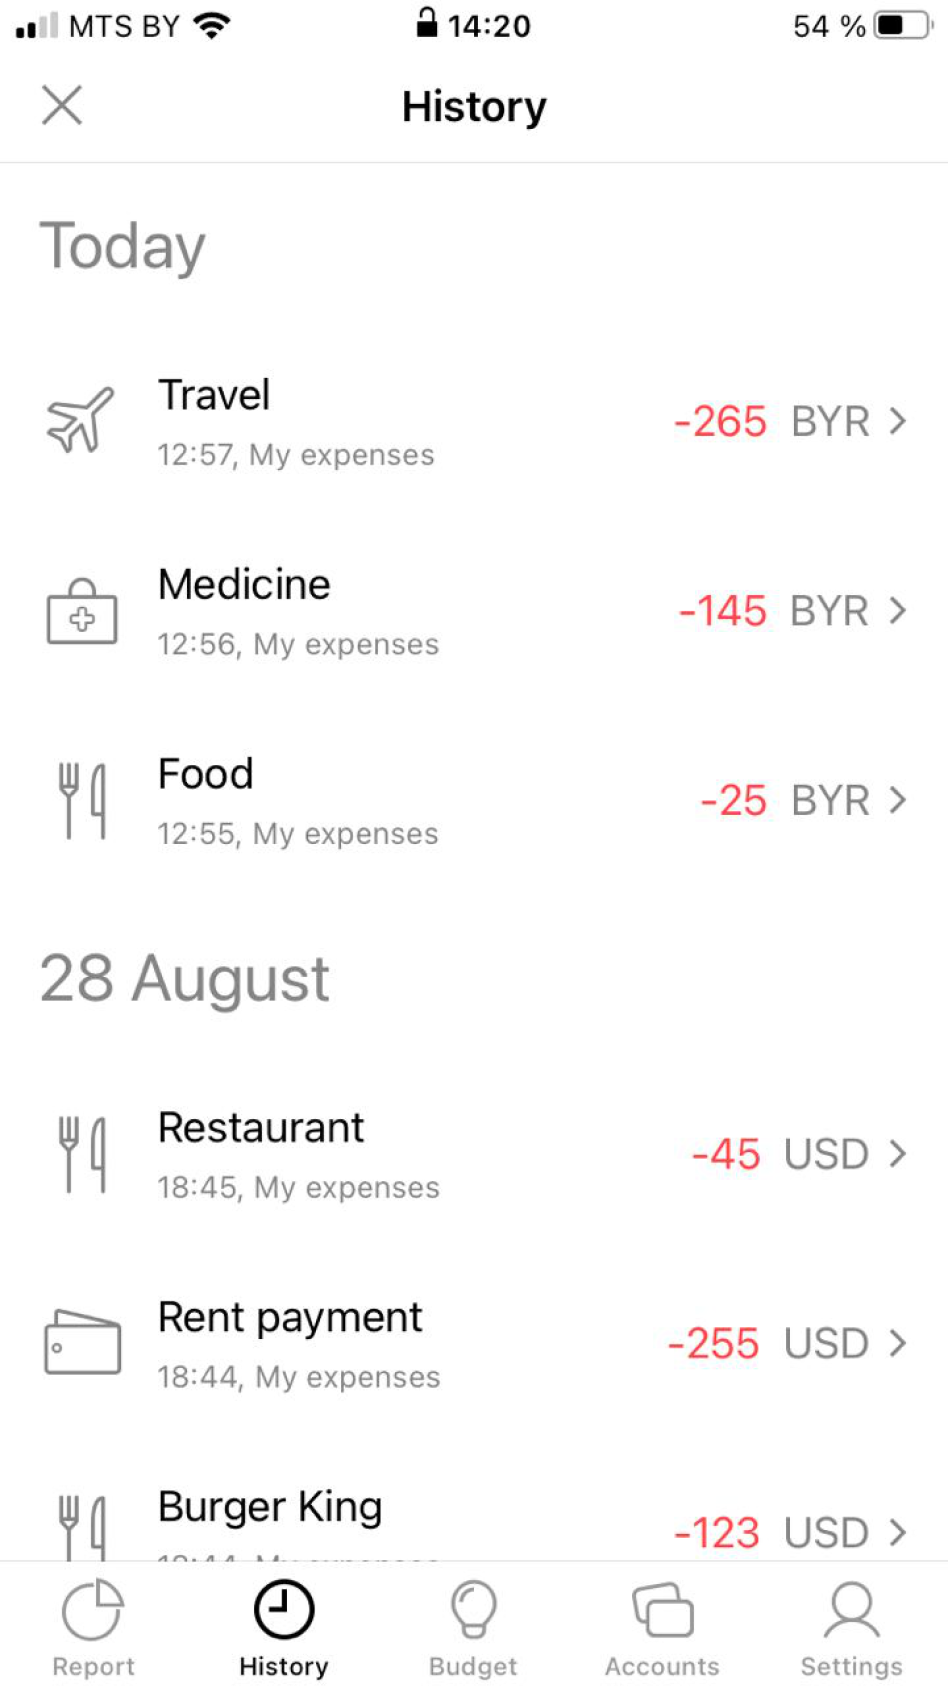 MTS BY 14:20 54 %
History
Today
Travel
12:57, My expenses
-265 BYR
Medicine
12:56, My expenses
-145 BYR
Food
12:55, My expenses
-25 BYR
28 August
Restaurant
18:45, My expenses
-45 USD
Rent payment
18:44, My expenses
-255 USD
Burger King
-123 USD
Report History Budget Accounts Settings